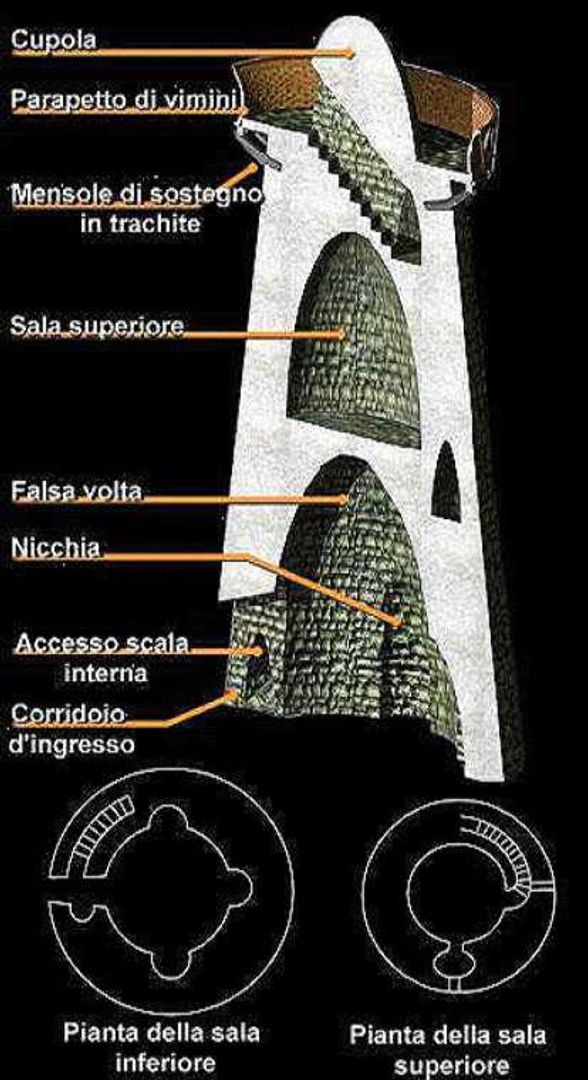 Cupola
Parapetto di vimini
Mensole di sostegno
in trachite
Sala superiore
Falsa volta
Nicchia
Accesso scala
interna
Corridoio
d'ingresso
Pianta della sala
inferiore
Pianta della sala
superiore